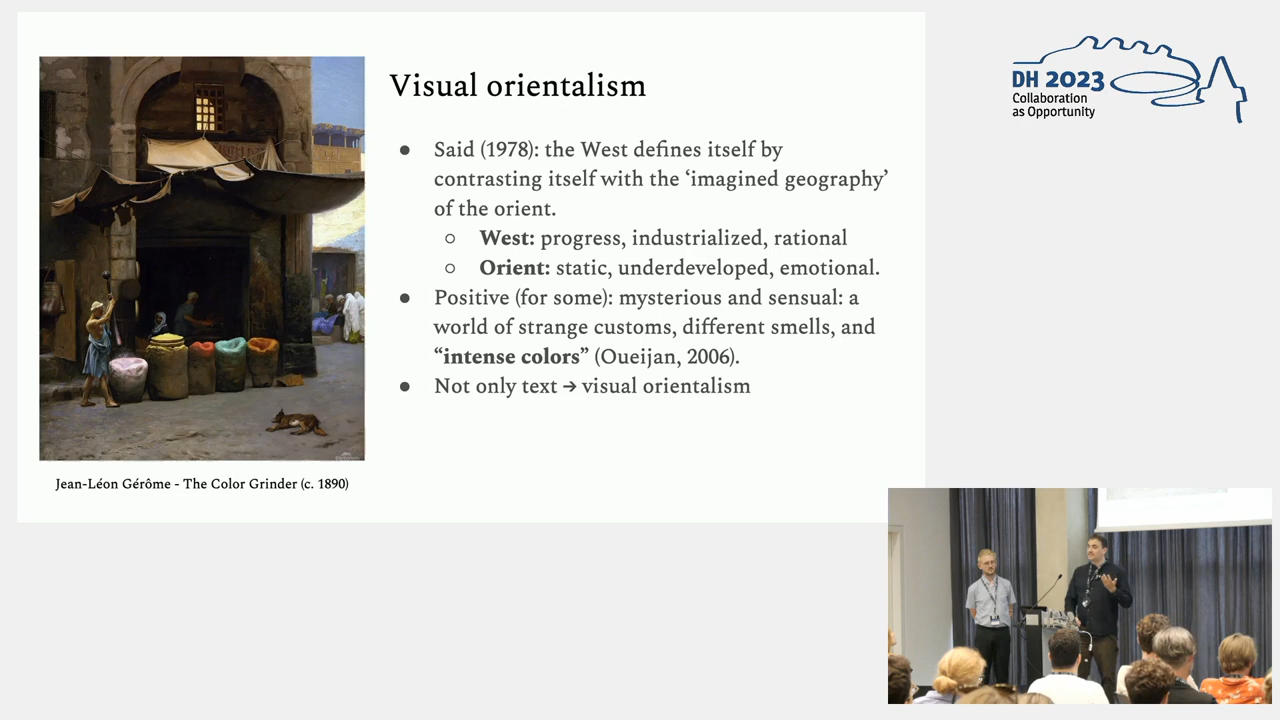 Visual orientalism
● Said (1978): the West defines itself by
contrasting itself with the ‘imagined geography’
of the orient.
○ West: progress, industrialized, rational
○ Orient: static, underdeveloped, emotional.
● Positive (for some): mysterious and sensual: a
world of strange customs, different smells, and
“intense colors” (Oueijan, 2006).
● Not only text → visual orientalism
Jean-Léon Gérôme - The Color Grinder (c. 1890)
DH 2023
Collaboration
as Opportunity